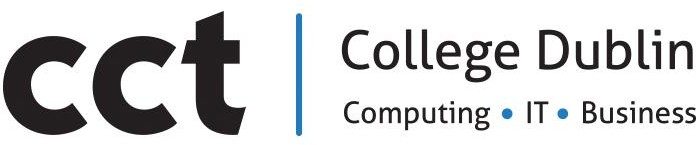 cct
College Dublin
Computing • IT • Business